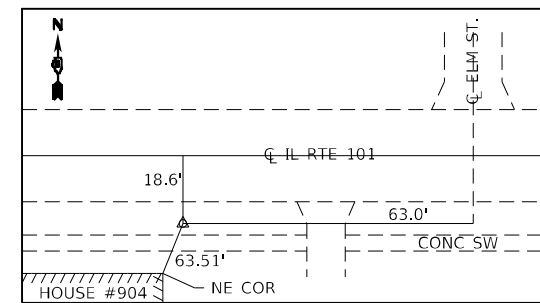 N
℄ ELM ST.
℄ IL RTE 101
18.6'
63.0'
CONC SW
63.51'
NE COR
HOUSE #904